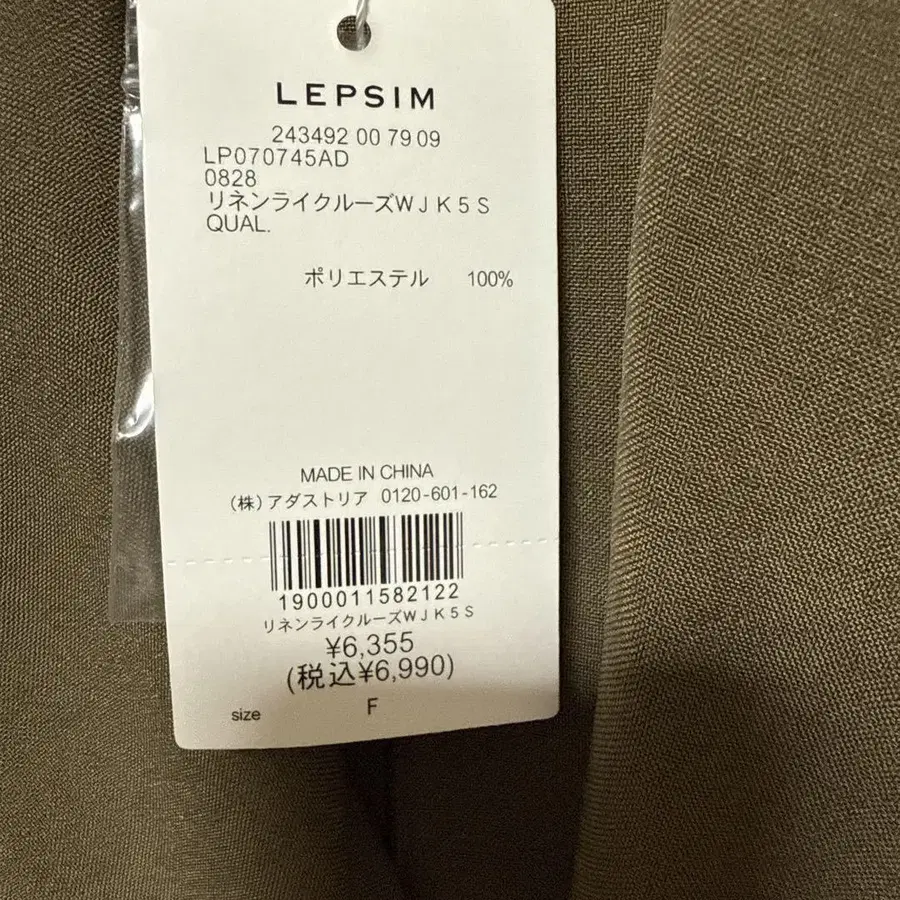 LEPSIM
243492 00 79 09
LP070745AD
0828
リネンライクルーズWJK5S
QUAL.
ポリエステル 100%
MADE IN CHINA
(株)アダストリア 0120-601-162
1900011582122
リネンライクルーズWJK5S
¥6,355
(税込¥6,990)
size F